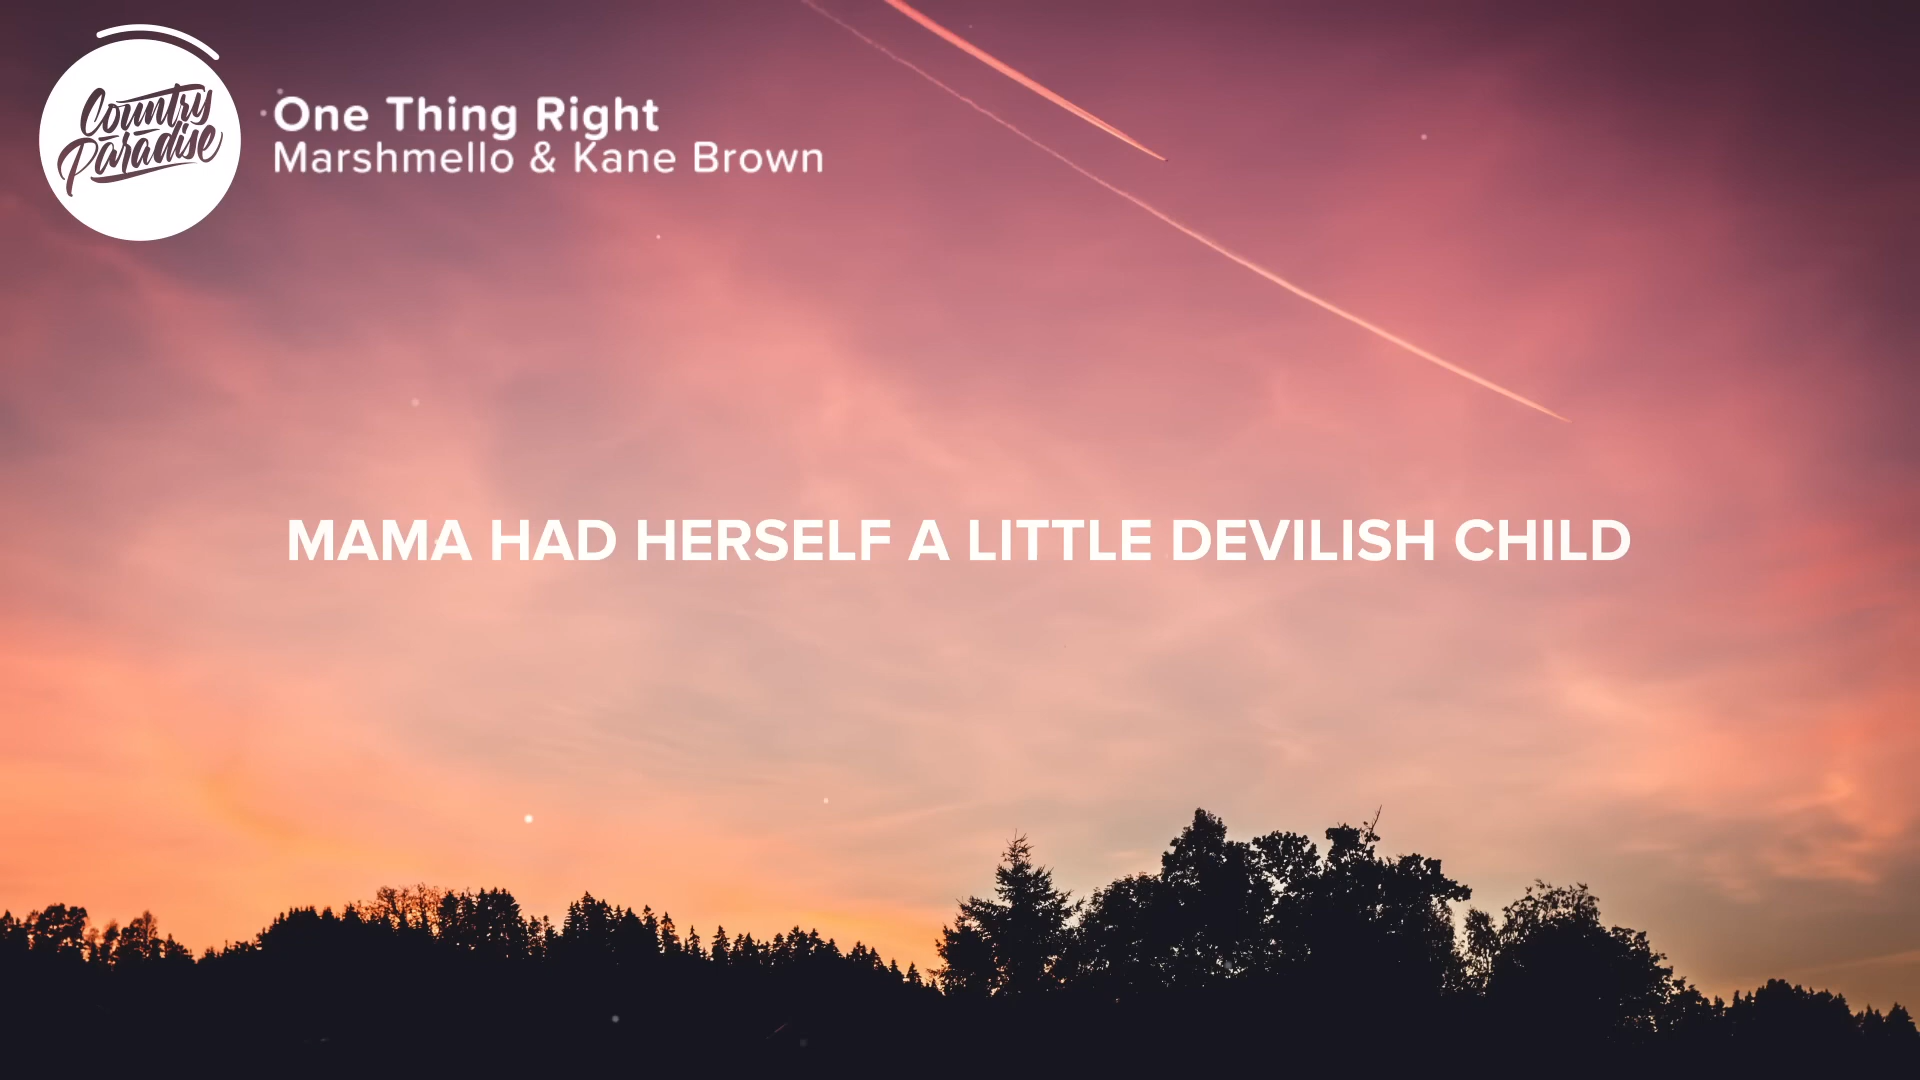 Country
Paradise
One Thing Right
Marshmello & Kane Brown
MAMA HAD HERSELF A LITTLE DEVILISH CHILD